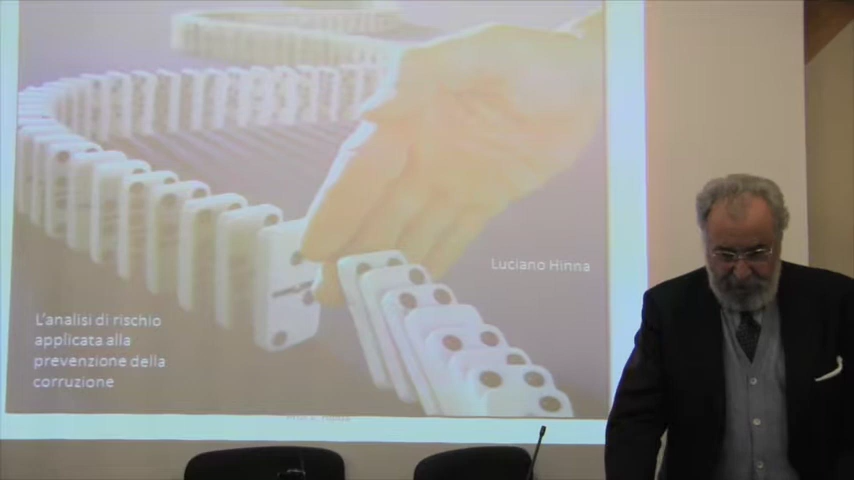 Luciano Hinna
L'analisi di rischio
applicata alla
prevenzione della
corruzione